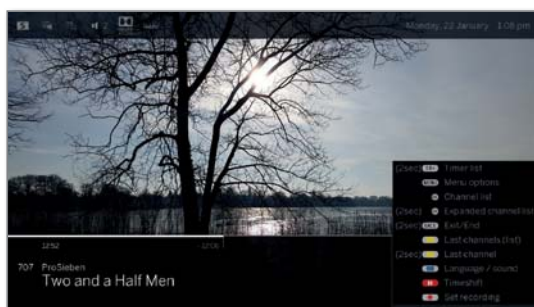 2
Monday, 22 January 1:08 pm
(2sec) Timer list
MENU Menu options
Channel list
(2sec) Expanded channel list
(2sec) Exit/End
Last channels (list)
(2sec) Last channel
Language / sound
Timeshift
Set recording
12:52
707 ProSieben
Two and a Half Men